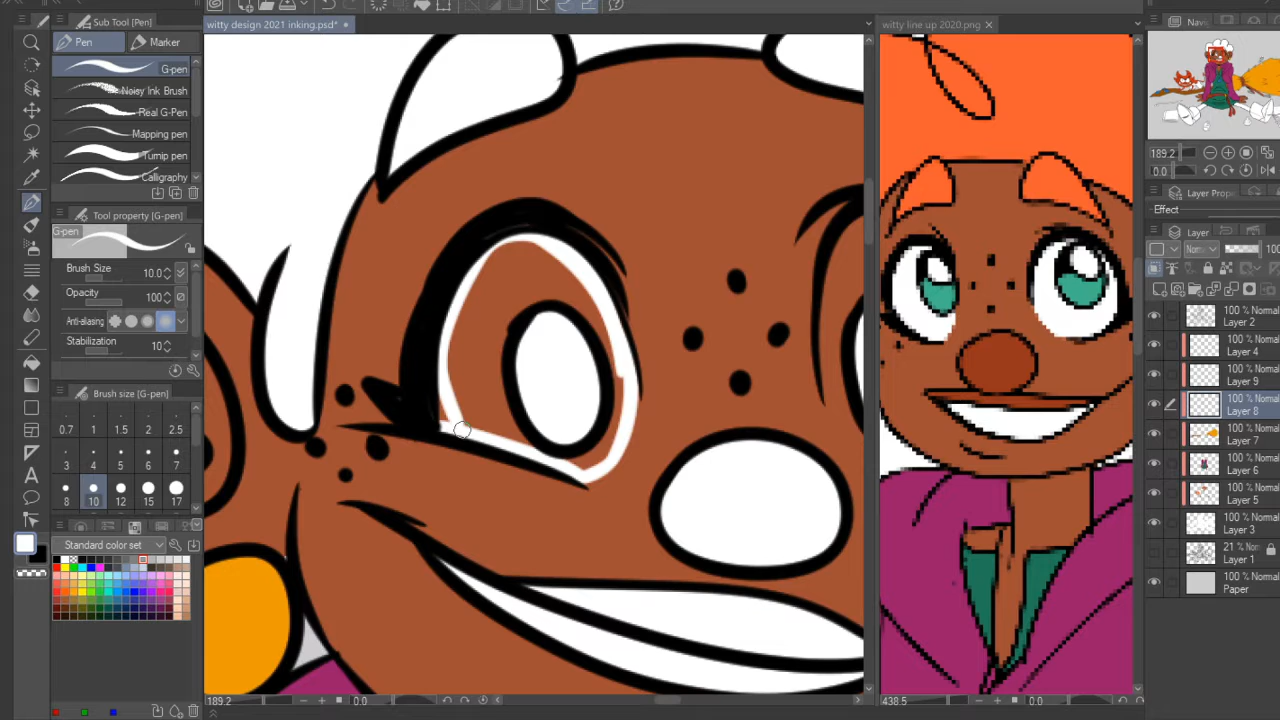 Sub Tool [Pen]
Pen
Marker
G-pen
Noisy Ink Brush
Real G-Pen
Mapping pen
Turnip pen
Calligraphy
Tool property [G-pen]
G-pen
Brush Size 10.0
Opacity 100
Anti-aliasing
Stabilization 10
Brush size [G-pen]
0.7 1 1.5 2 2.5
3 4 5 6 7
8 10 12 15 17
Standard color set
witty design 2021 inking.psd*
189.2 0.0
witty line up 2020.png
438.5 0.0
Navi
189.2
0.0
Layer Prope
Effect
Layer
Norm
100
100 % Normal
Layer 2
100 % Normal
Layer 4
100 % Normal
Layer 9
100 % Normal
Layer 8
100 % Normal
Layer 7
100 % Normal
Layer 6
100 % Normal
Layer 5
100 % Normal
Layer 3
21 % Normal
Layer 1
100 % Normal
Paper